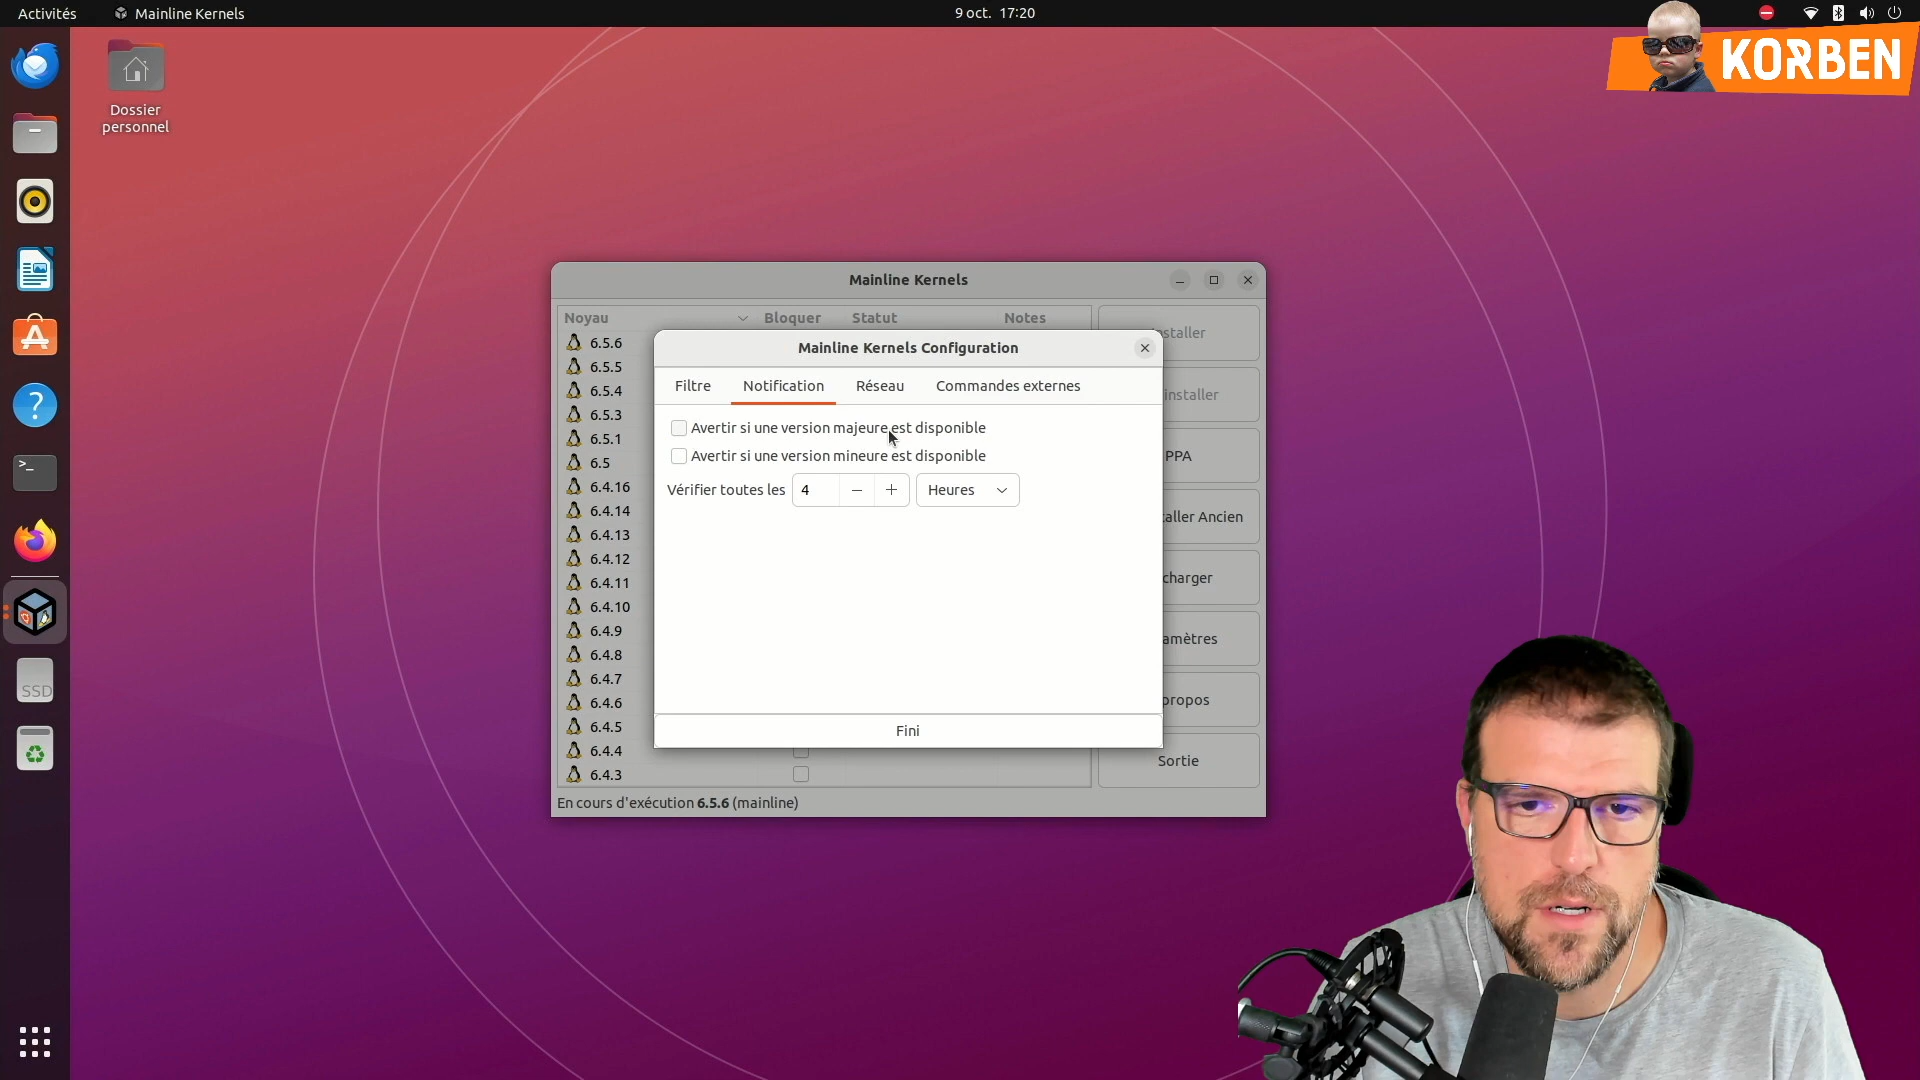 Activités
Mainline Kernels
9 oct. 17:20
KORBEN
Dossier
personnel
Mainline Kernels
Noyau
Bloquer
Statut
Notes
6.5.6
6.5.5
6.5.4
6.5.3
6.5.1
6.5
6.4.16
6.4.14
6.4.13
6.4.12
6.4.11
6.4.10
6.4.9
6.4.8
6.4.7
6.4.6
6.4.5
6.4.4
6.4.3
En cours d'exécution 6.5.6 (mainline)
Mainline Kernels Configuration
Filtre
Notification
Réseau
Commandes externes
Avertir si une version majeure est disponible
Avertir si une version mineure est disponible
Vérifier toutes les
4
Heures
Fini
nstaller
installer
PPA
taller Ancien
charger
amètres
propos
Sortie
>_
?
SSD